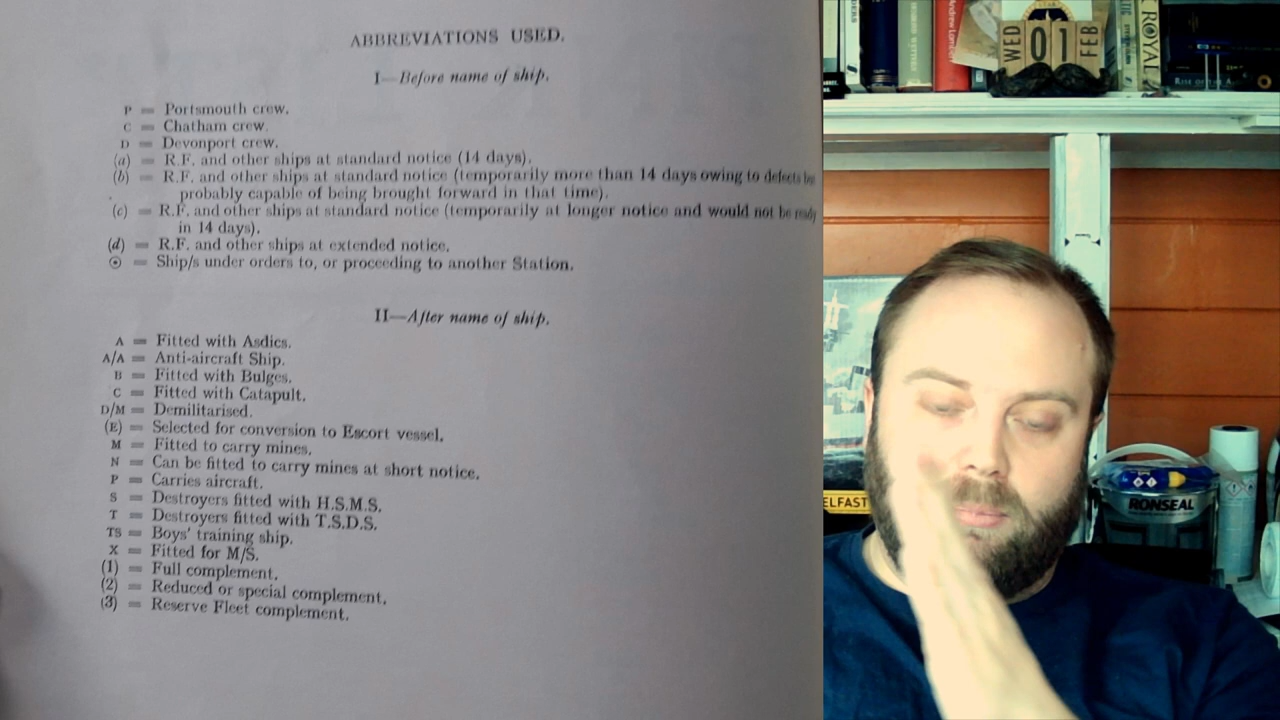 ABBREVIATIONS USED.
I—Before name of ship.
P = Portsmouth crew.
C = Chatham crew.
D = Devonport crew.
(a) = R.F. and other ships at standard notice (14 days).
(b) = R.F. and other ships at standard notice (temporarily more than 14 days owing to defects but
probably capable of being brought forward in that time).
(c) = R.F. and other ships at standard notice (temporarily at longer notice and would not be ready
in 14 days).
(d) = R.F. and other ships at extended notice.
⊙ = Ship/s under orders to, or proceeding to another Station.
II—After name of ship.
A = Fitted with Asdics.
A/A = Anti-aircraft Ship.
B = Fitted with Bulges.
C = Fitted with Catapult.
D/M = Demilitarised.
(E) = Selected for conversion to Escort vessel.
M = Fitted to carry mines.
N = Can be fitted to carry mines at short notice.
P = Carries aircraft.
S = Destroyers fitted with H.S.M.S.
T = Destroyers fitted with T.S.D.S.
TS = Boys' training ship.
X = Fitted for M/S.
(1) = Full complement.
(2) = Reduced or special complement.
(3) = Reserve Fleet complement.
Andrew Lambert
WED 01 FEB
ROYAL
RISE OF THE
ELFAST
RONSEAL